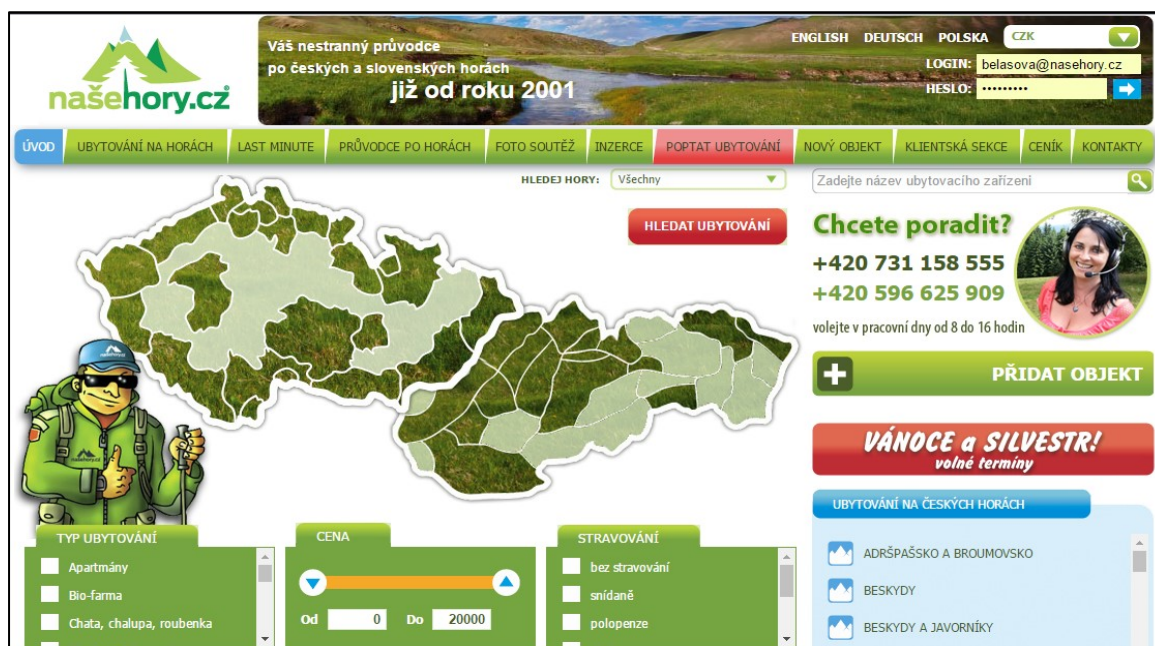 našehory.cz
Váš nestranný průvodce
po českých a slovenských horách
již od roku 2001
ENGLISH DEUTSCH POLSKA CZK
LOGIN: belasova@nasehory.cz
HESLO: •••••••••
ÚVOD UBYTOVÁNÍ NA HORÁCH LAST MINUTE PRŮVODCE PO HORÁCH FOTO SOUTĚŽ INZERCE POPTAT UBYTOVÁNÍ NOVÝ OBJEKT KLIENTSKÁ SEKCE CENÍK KONTAKTY
HLEDEJ HORY: Všechny
Zadejte název ubytovacího zařízení
HLEDAT UBYTOVÁNÍ
Chcete poradit?
+420 731 158 555
+420 596 625 909
volejte v pracovní dny od 8 do 16 hodin
PŘIDAT OBJEKT
VÁNOCE a SILVESTR!
volné termíny
UBYTOVÁNÍ NA ČESKÝCH HORÁCH
ADRŠPAŠSKO A BROUMOVSKO
BESKYDY
BESKYDY A JAVORNÍKY
TYP UBYTOVÁNÍ
Apartmány
Bio-farma
Chata, chalupa, roubenka
CENA
Od 0 Do 20000
STRAVOVÁNÍ
bez stravování
snídaně
polopenze